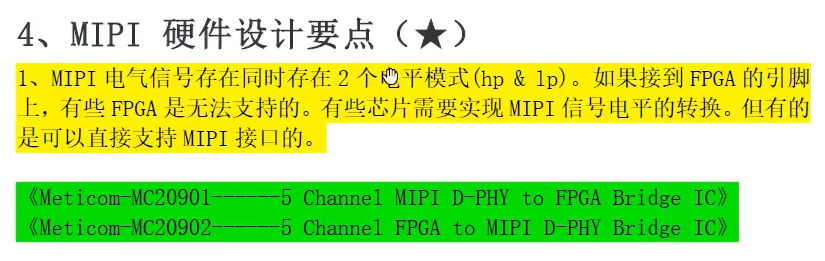 4、MIPI 硬件设计要点（★）
1、MIPI 电气信号存在同时存在 2 个平模式(hp & lp)。如果接到 FPGA 的引脚
上，有些 FPGA 是无法支持的。有些芯片需要实现 MIPI 信号电平的转换。但有的
是可以直接支持 MIPI 接口的。
《Meticom-MC20901------5 Channel MIPI D-PHY to FPGA Bridge IC》
《Meticom-MC20902------5 Channel FPGA to MIPI D-PHY Bridge IC》